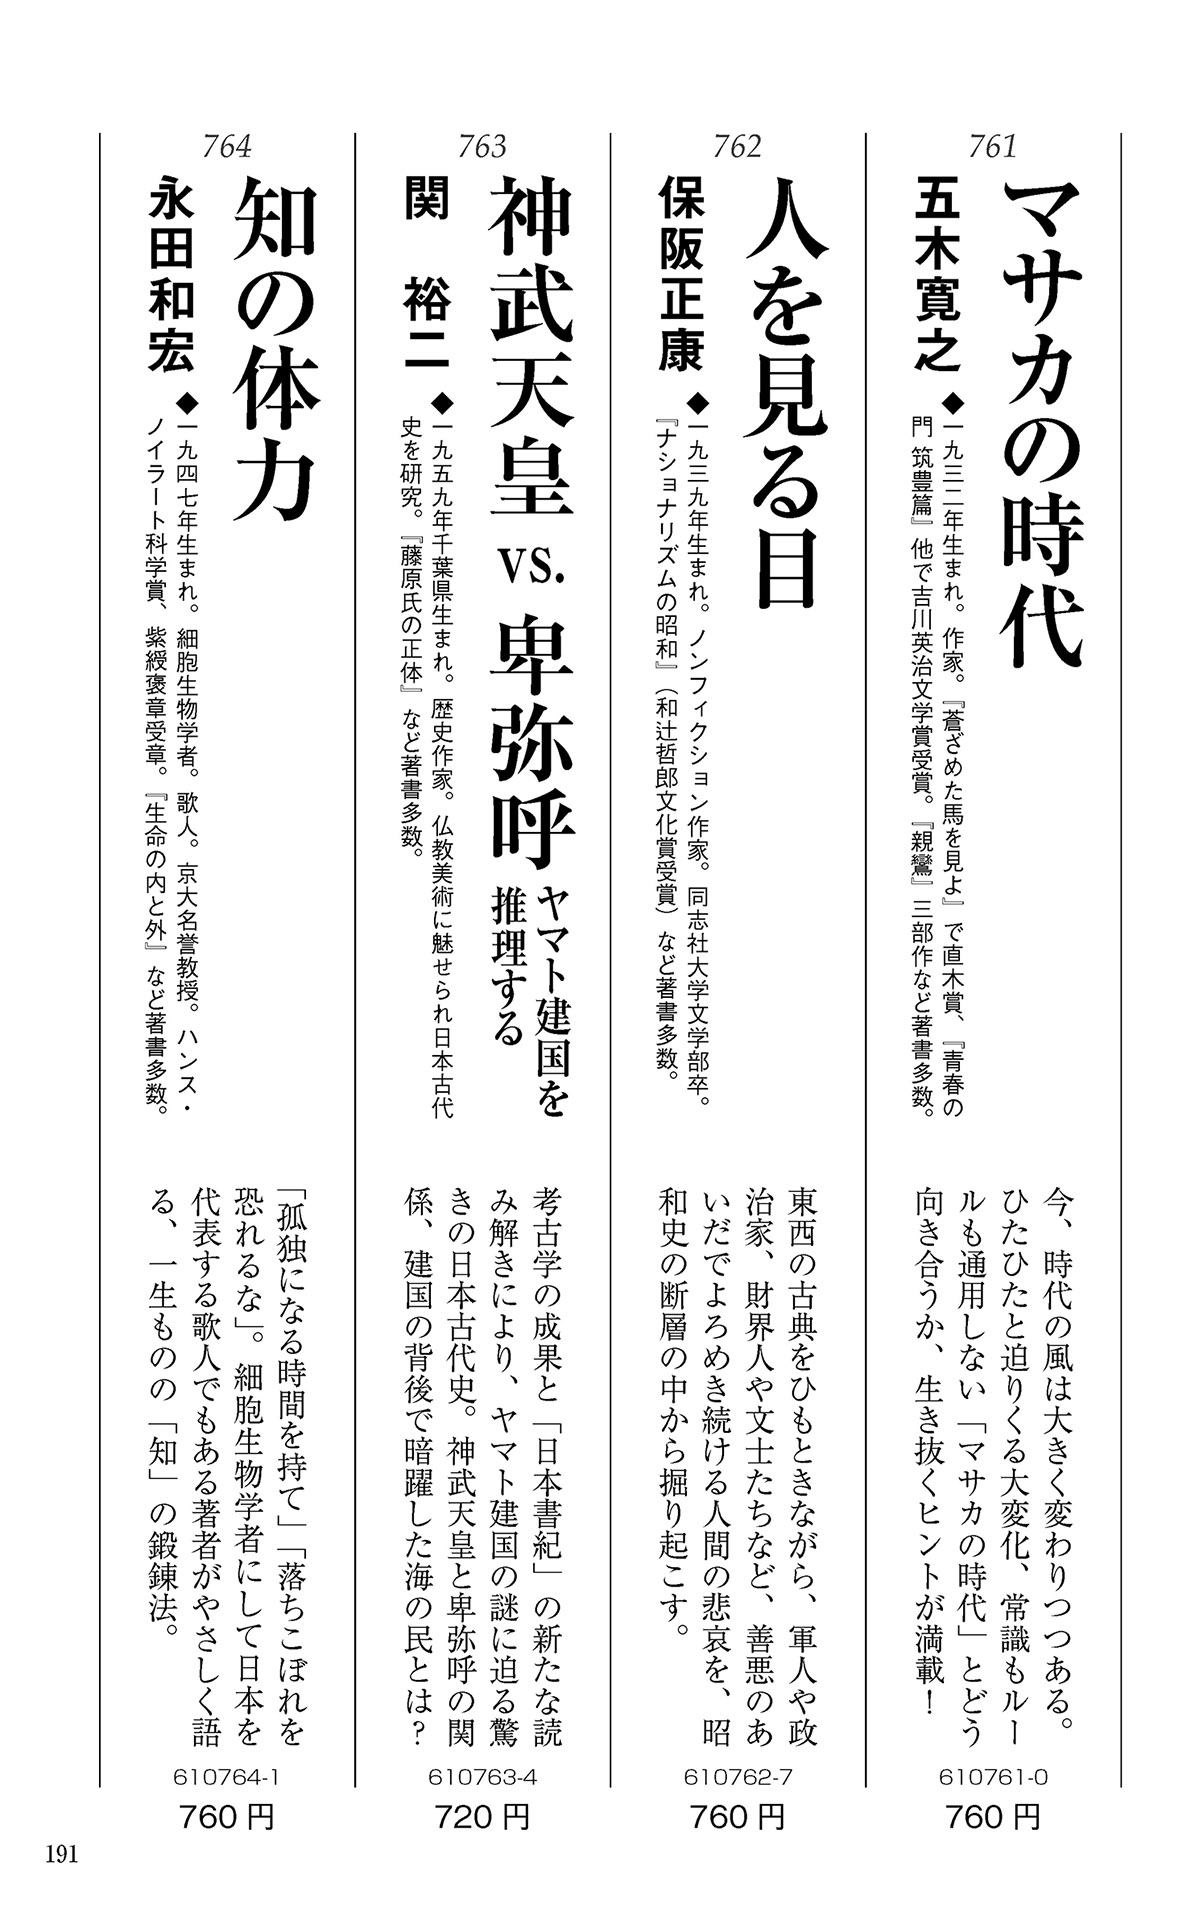 761
マサカの時代
五木寛之
◆一九三二年生まれ。作家。『蒼ざめた馬を見よ』で直木賞、『青春の
門 筑豊篇』他で吉川英治文学賞受賞。『親鸞』三部作など著書多数。
今、時代の風は大きく変わりつつある。
ひたひたと迫りくる大変化、常識もルー
ルも通用しない「マサカの時代」とどう
向き合うか、生き抜くヒントが満載！
610761-0
760円
762
人を見る目
保阪正康
◆一九三九年生まれ。ノンフィクション作家。同志社大学文学部卒。
『ナショナリズムの昭和』（和辻哲郎文化賞受賞）など著書多数。
東西の古典をひもときながら、軍人や政
治家、財界人や文士たちなど、善悪のあ
いだでよろめき続ける人間の悲哀を、昭
和史の断層の中から掘り起こす。
610762-7
760円
763
神武天皇 vs. 卑弥呼
ヤマト建国を
推理する
関 裕二
◆一九五九年千葉県生まれ。歴史作家。仏教美術に魅せられ日本古代
史を研究。『藤原氏の正体』など著書多数。
考古学の成果と「日本書紀」の新たな読
み解きにより、ヤマト建国の謎に迫る驚
きの日本古代史。神武天皇と卑弥呼の関
係、建国の背後で暗躍した海の民とは？
610763-4
720円
764
知の体力
永田和宏
◆一九四七年生まれ。細胞生物学者。歌人。京大名誉教授。ハンス・
ノイラート科学賞、紫綬褒章受章。『生命の内と外』など著書多数。
「孤独になる時間を持て」「落ちこぼれを
恐れるな」。細胞生物学者にして日本を
代表する歌人でもある著者がやさしく語
る、一生ものの「知」の鍛錬法。
610764-1
760円
191